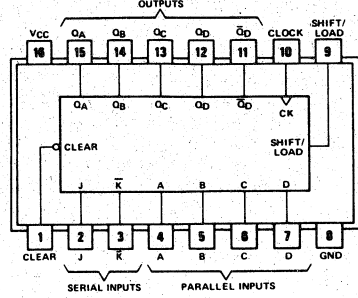 OUTPUTS
VCC QA QB QC QD Q̅D CLOCK SHIFT/LOAD
16 15 14 13 12 11 10 9
QA QB QC QD Q̅D CK
CLEAR SHIFT/LOAD
J K̅ A B C D
1 2 3 4 5 6 7 8
CLEAR J K̅ A B C D GND
SERIAL INPUTS PARALLEL INPUTS